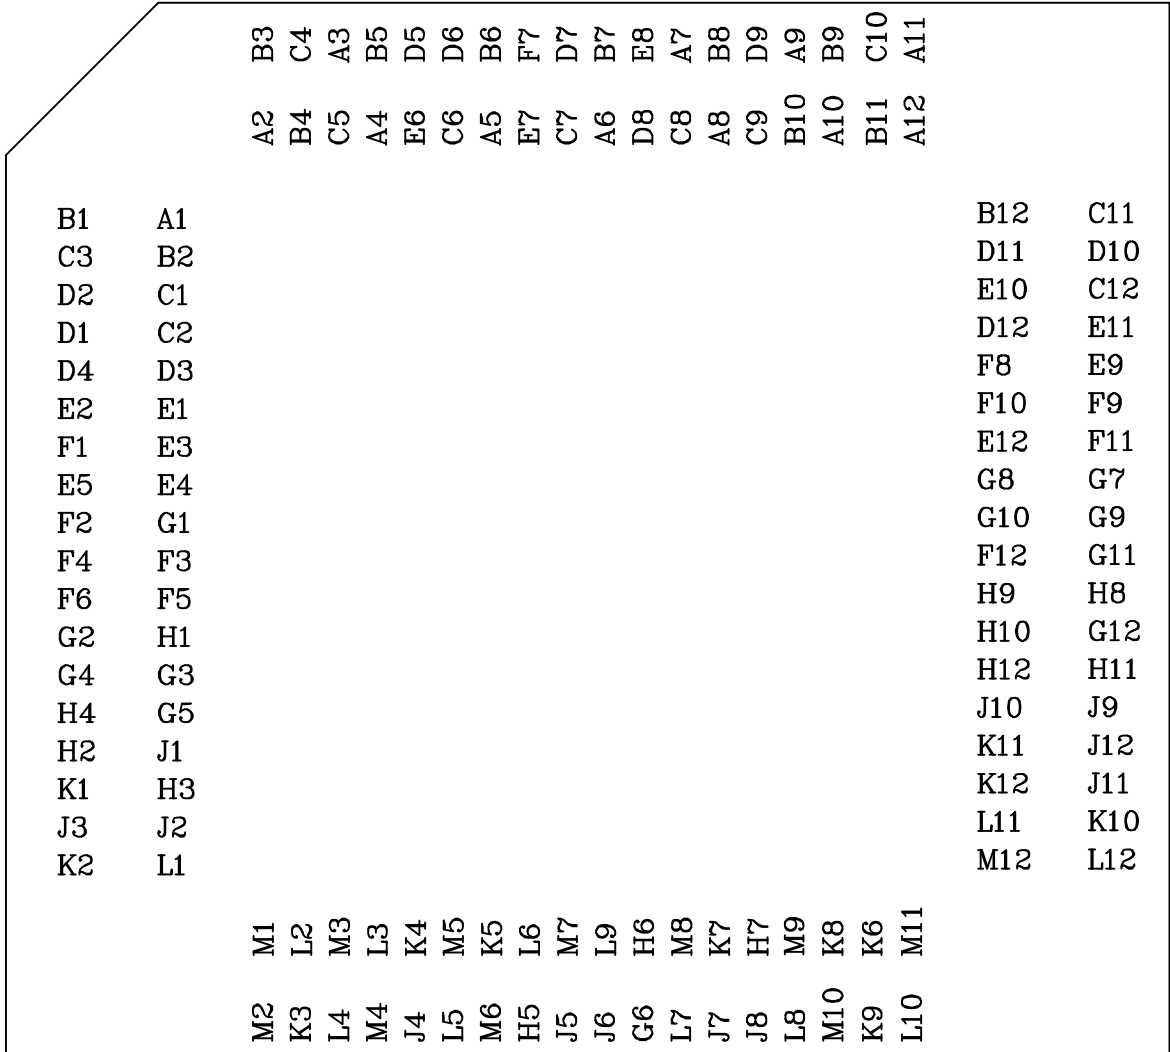 B3 C4 A3 B5 D5 D6 B6 F7 D7 B7 E8 A7 B8 D9 A9 B9 C10 A11
A2 B4 C5 A4 E6 C6 A5 E7 C7 A6 D8 C8 A8 C9 B10 A10 B11 A12
B1 A1 B12 C11
C3 B2 D11 D10
D2 C1 E10 C12
D1 C2 D12 E11
D4 D3 F8 E9
E2 E1 F10 F9
F1 E3 E12 F11
E5 E4 G8 G7
F2 G1 G10 G9
F4 F3 F12 G11
F6 F5 H9 H8
G2 H1 H10 G12
G4 G3 H12 H11
H4 G5 J10 J9
H2 J1 K11 J12
K1 H3 K12 J11
J3 J2 L11 K10
K2 L1 M12 L12
M1 L2 M3 L3 K4 M5 K5 L6 M7 L9 H6 M8 K7 H7 M9 K8 K6 M11
M2 K3 L4 M4 J4 L5 M6 H5 J5 J6 G6 L7 J7 J8 L8 M10 K9 L10